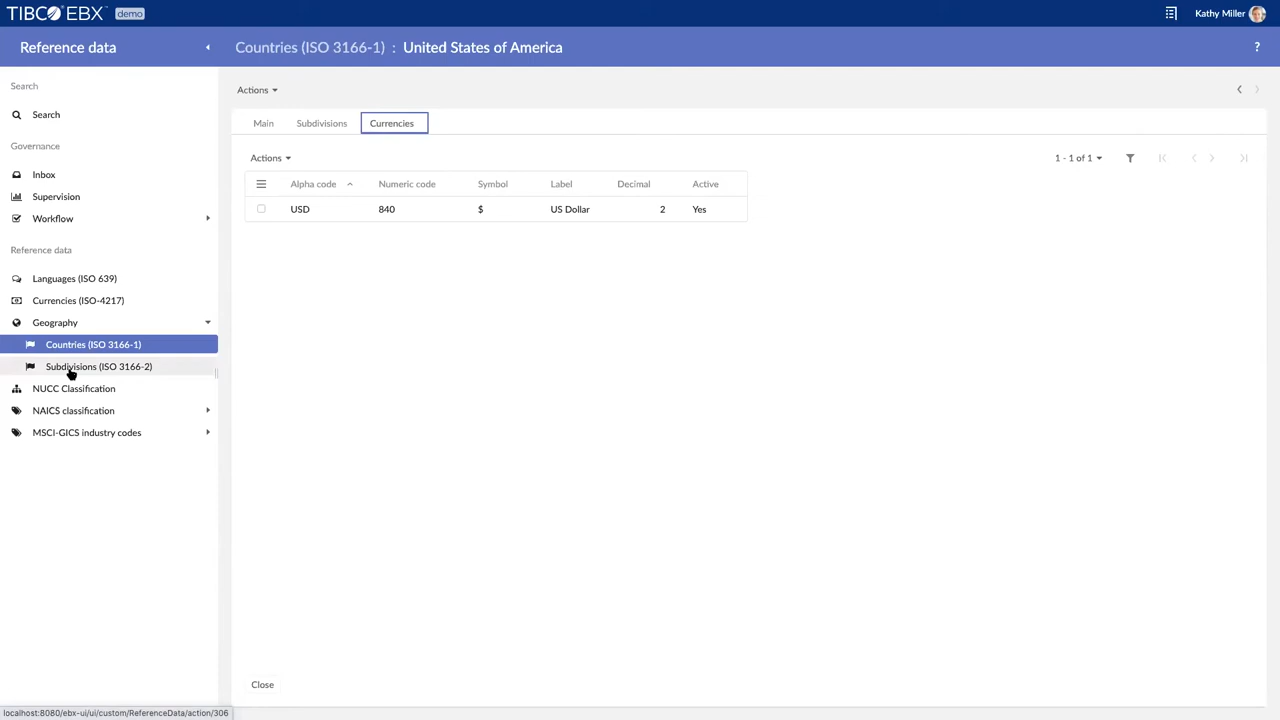 TIBCO EBX™ demo
Kathy Miller
Reference data
Countries (ISO 3166-1) : United States of America
?
Search
Search
Governance
Inbox
Supervision
Workflow
Reference data
Languages (ISO 639)
Currencies (ISO-4217)
Geography
Countries (ISO 3166-1)
Subdivisions (ISO 3166-2)
NUCC Classification
NAICS classification
MSCI-GICS industry codes
Actions
Main Subdivisions Currencies
Actions
1 - 1 of 1
Alpha code Numeric code Symbol Label Decimal Active
USD 840 $ US Dollar 2 Yes
Close
localhost:8080/ebx-ui/ui/custom/ReferenceData/action/306